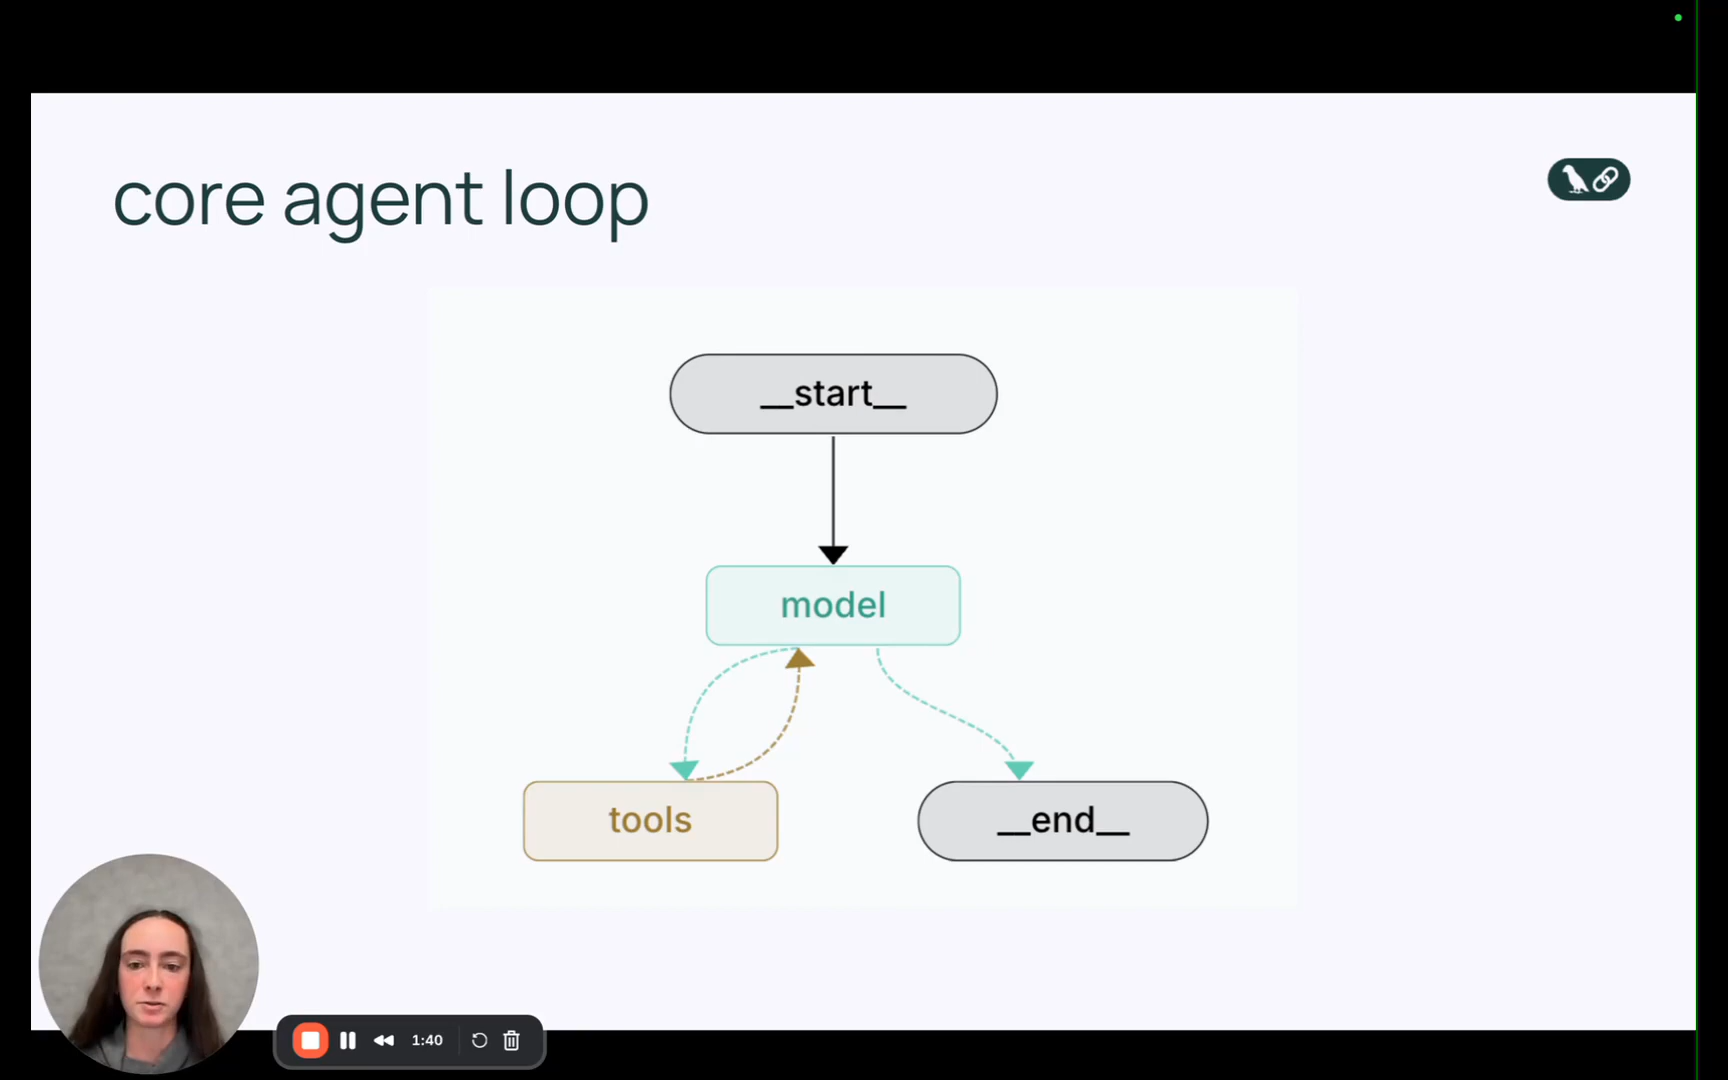 core agent loop
__start__
model
tools
__end__
1:40